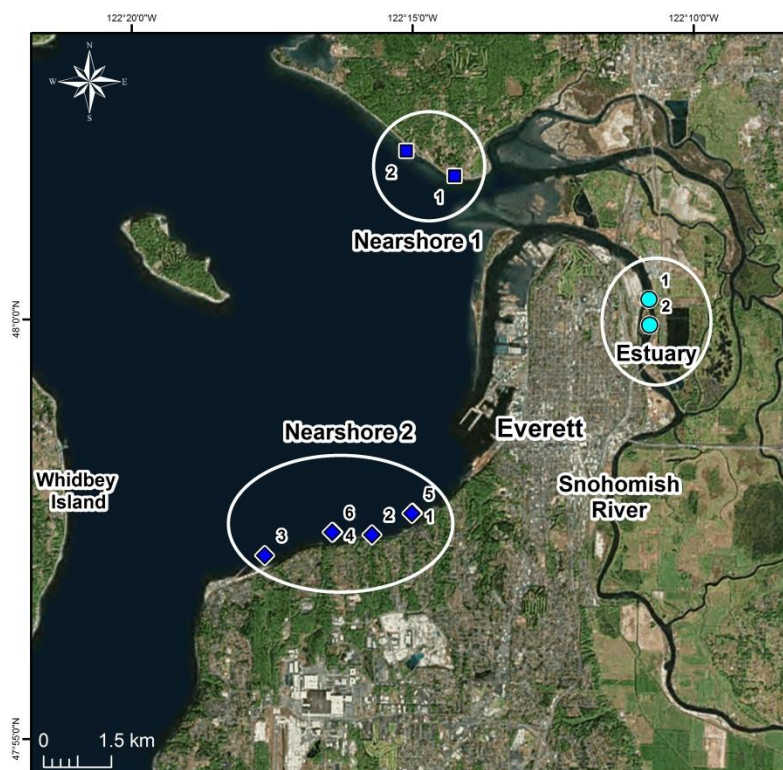 122°20'0"W
122°15'0"W
122°10'0"W
N
W
E
S
2
1
Nearshore 1
1
2
Estuary
48°0'0"N
Nearshore 2
Everett
Whidbey
Island
Snohomish
River
5
6
2
1
3
4
47°55'0"N
0
1.5 km